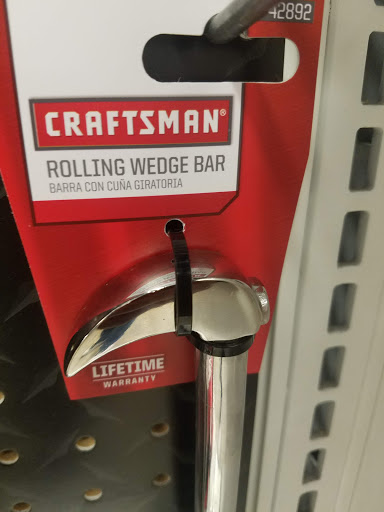 42892
CRAFTSMAN®
ROLLING WEDGE BAR
BARRA CON CUÑA GIRATORIA
LIFETIME
WARRANTY